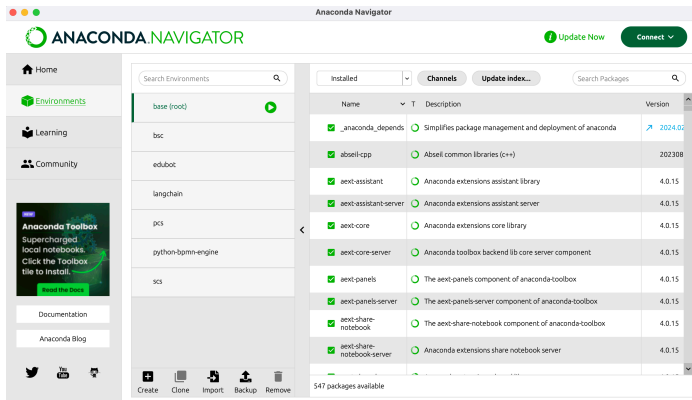 Anaconda Navigator
ANACONDA.NAVIGATOR
i Update Now
Connect
Home
Environments
Learning
Community
NEW
Anaconda Toolbox
Supercharged
local notebooks.
Click the Toolbox
tile to Install.
Read the Docs
Documentation
Anaconda Blog
You
Tube
Search Environments
base (root)
bsc
edubot
langchain
pcs
python-bpmn-engine
scs
Create Clone Import Backup Remove
Installed Channels Update index... Search Packages
Name T Description Version
_anaconda_depends Simplifies package management and deployment of anaconda 2024.02
abseil-cpp Abseil common libraries (c++) 202308
aext-assistant Anaconda extensions assistant library 4.0.15
aext-assistant-server Anaconda extensions assistant server 4.0.15
aext-core Anaconda extensions core library 4.0.15
aext-core-server Anaconda toolbox backend lib core server component 4.0.15
aext-panels The aext-panels component of anaconda-toolbox 4.0.15
aext-panels-server The aext-panels-server component of anaconda-toolbox 4.0.15
aext-share-
notebook The aext-share-notebook component of anaconda-toolbox 4.0.15
aext-share-
notebook-server Anaconda extensions share notebook server 4.0.15
547 packages available